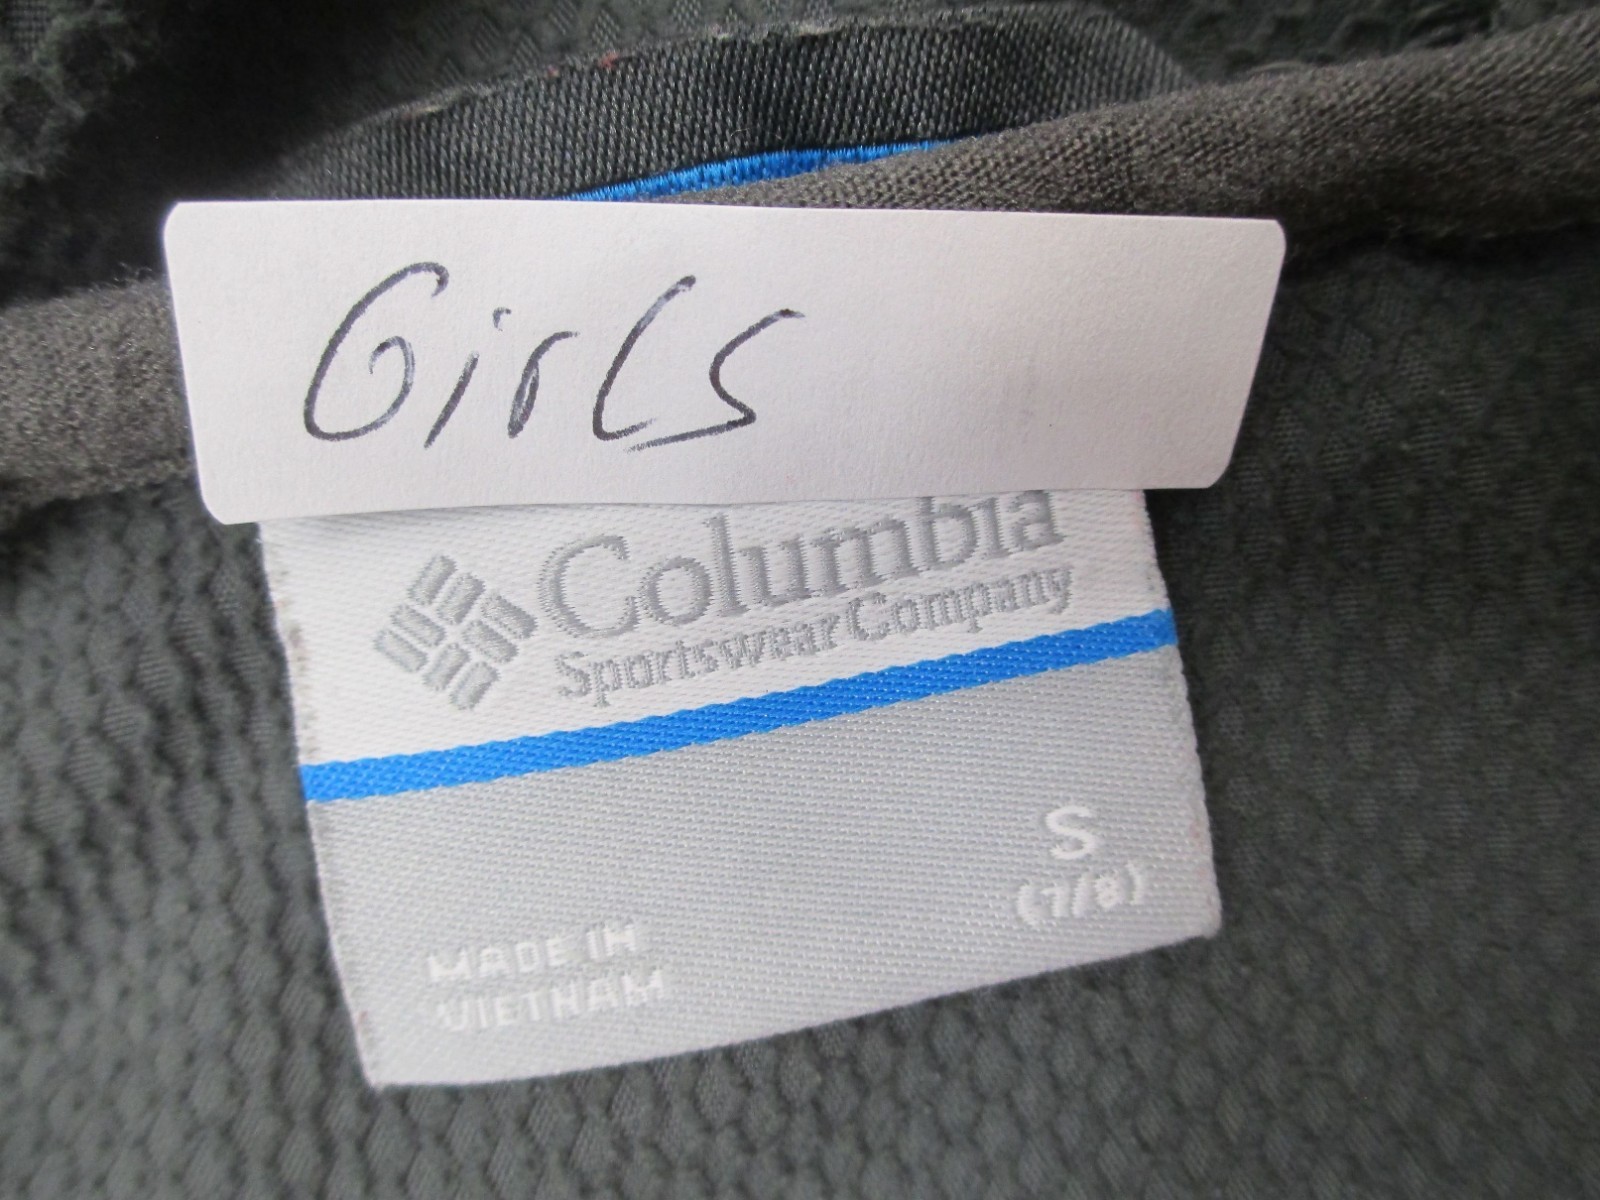 Girls
Columbia
Sportswear Company
S
(7/8)
MADE IN
VIETNAM